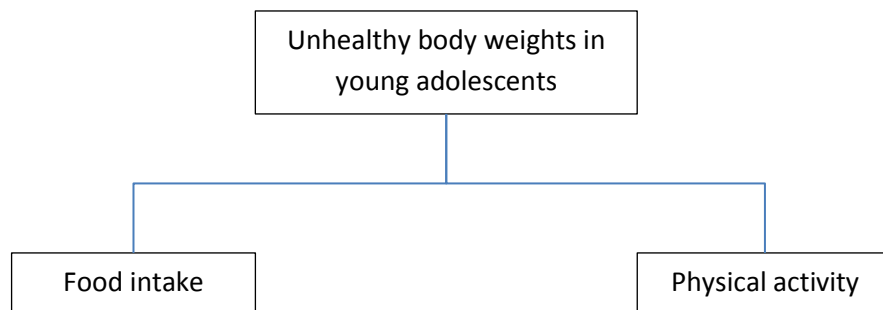 Unhealthy body weights in
young adolescents
Food intake
Physical activity